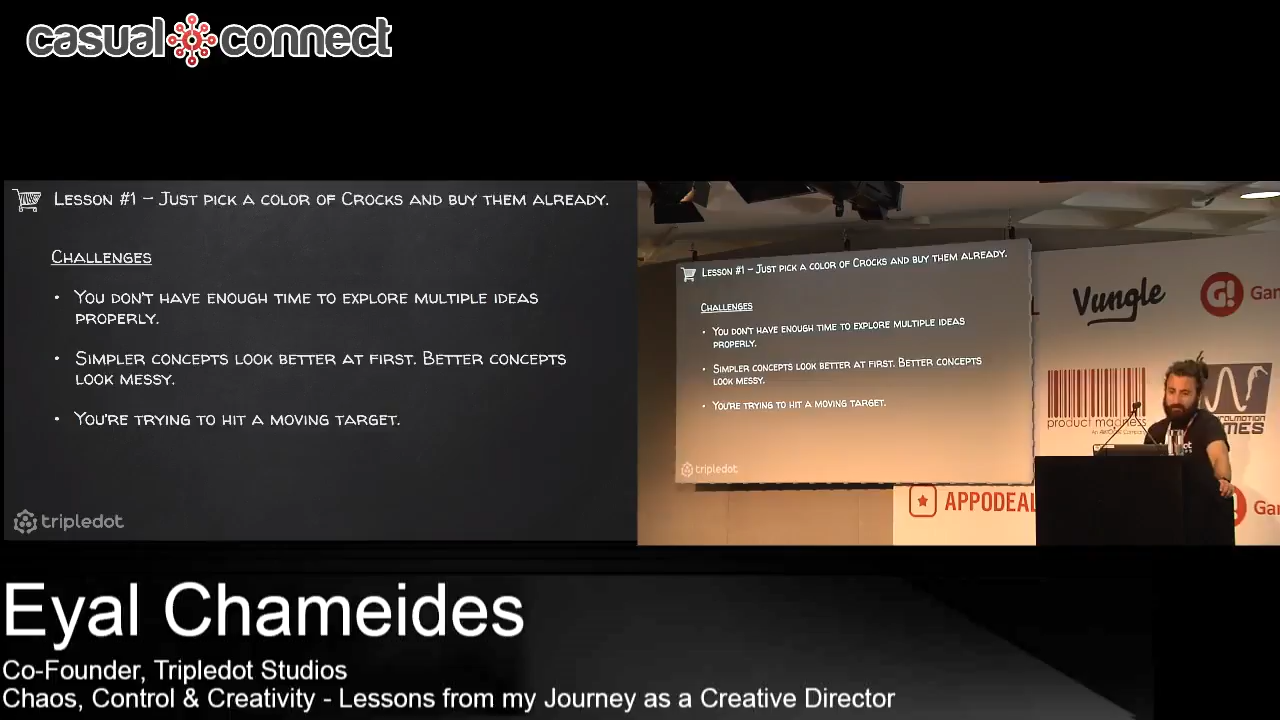 casual connect
LESSON #1 – JUST PICK A COLOR OF CROCKS AND BUY THEM ALREADY.
CHALLENGES
• YOU DON'T HAVE ENOUGH TIME TO EXPLORE MULTIPLE IDEAS
PROPERLY.
• SIMPLER CONCEPTS LOOK BETTER AT FIRST. BETTER CONCEPTS
LOOK MESSY.
• YOU'RE TRYING TO HIT A MOVING TARGET.
tripledot
LESSON #1 – JUST PICK A COLOR OF CROCKS AND BUY THEM ALREADY.
CHALLENGES
• YOU DON'T HAVE ENOUGH TIME TO EXPLORE MULTIPLE IDEAS
PROPERLY.
• SIMPLER CONCEPTS LOOK BETTER AT FIRST. BETTER CONCEPTS
LOOK MESSY.
• YOU'RE TRYING TO HIT A MOVING TARGET.
tripledot
Vungle
G! Gam
product madness
APPODEAL
Gam
Eyal Chameides
Co-Founder, Tripledot Studios
Chaos, Control & Creativity - Lessons from my Journey as a Creative Director